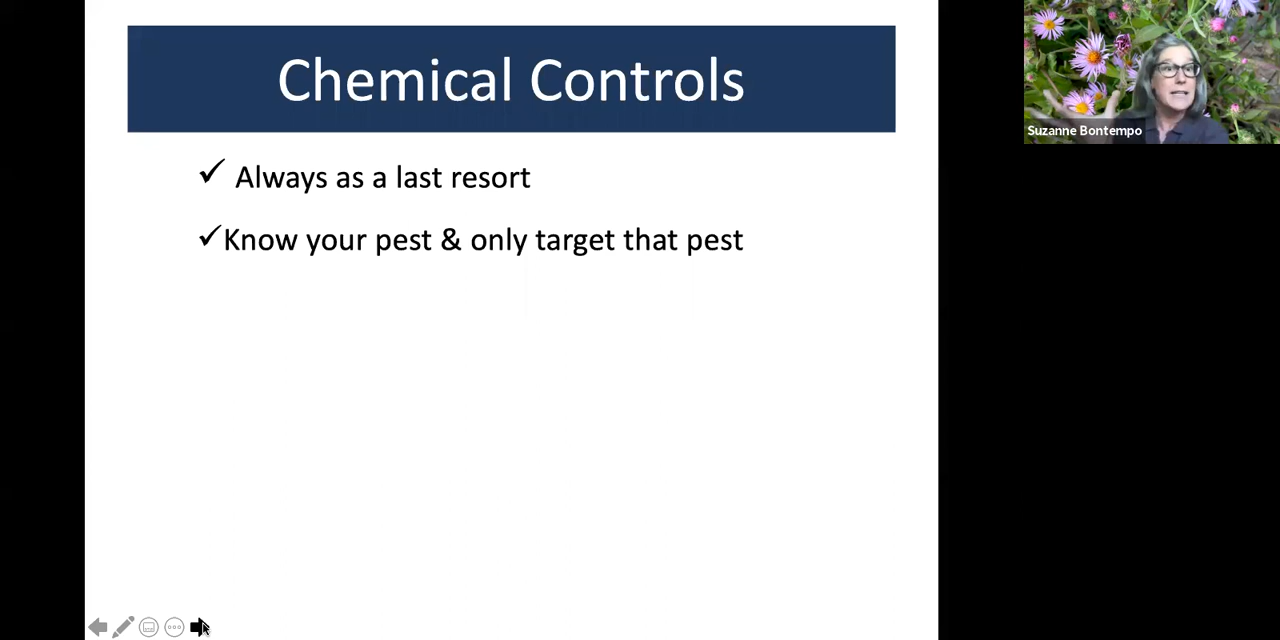 Chemical Controls
✓ Always as a last resort
✓Know your pest & only target that pest
Suzanne Bontempo